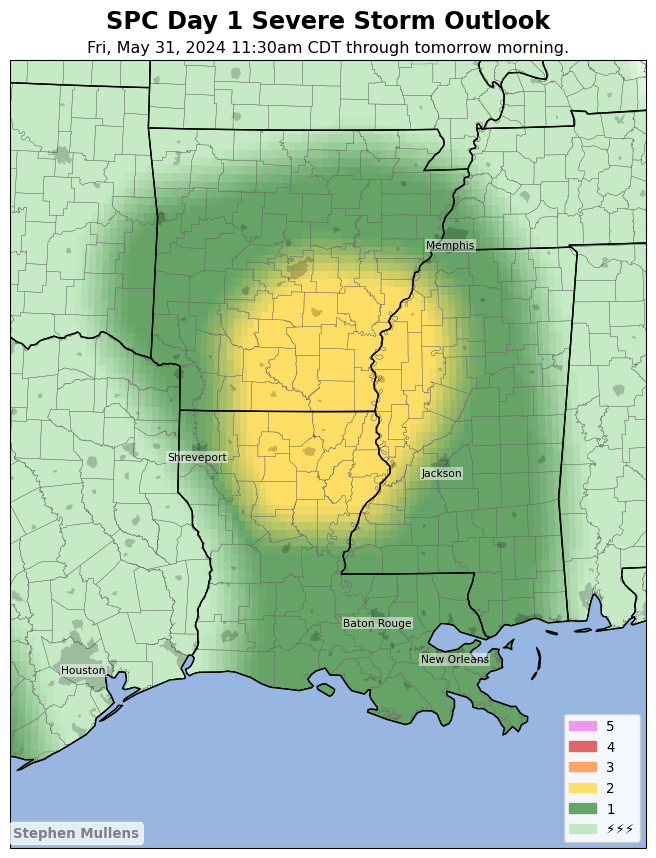 SPC Day 1 Severe Storm Outlook
Fri, May 31, 2024 11:30am CDT through tomorrow morning.
Memphis
Shreveport
Jackson
Baton Rouge
New Orleans
Houston
5
4
3
2
1
⚡⚡⚡
Stephen Mullens